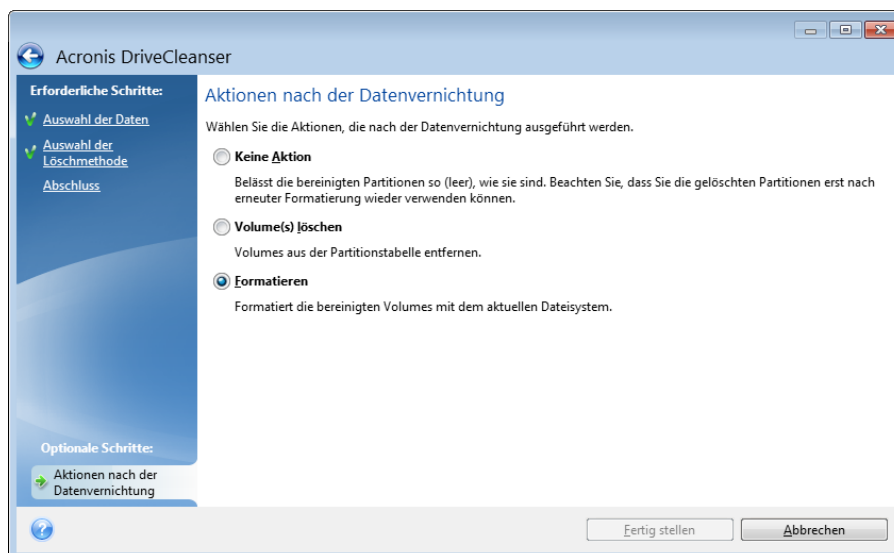 Acronis DriveCleanser
Erforderliche Schritte:
Auswahl der Daten
Auswahl der
Löschmethode
Abschluss
Optionale Schritte:
Aktionen nach der
Datenvernichtung
Aktionen nach der Datenvernichtung
Wählen Sie die Aktionen, die nach der Datenvernichtung ausgeführt werden.
Keine Aktion
Belässt die bereinigten Partitionen so (leer), wie sie sind. Beachten Sie, dass Sie die gelöschten Partitionen erst nach
erneuter Formatierung wieder verwenden können.
Volume(s) löschen
Volumes aus der Partitionstabelle entfernen.
Formatieren
Formatiert die bereinigten Volumes mit dem aktuellen Dateisystem.
Fertig stellen
Abbrechen